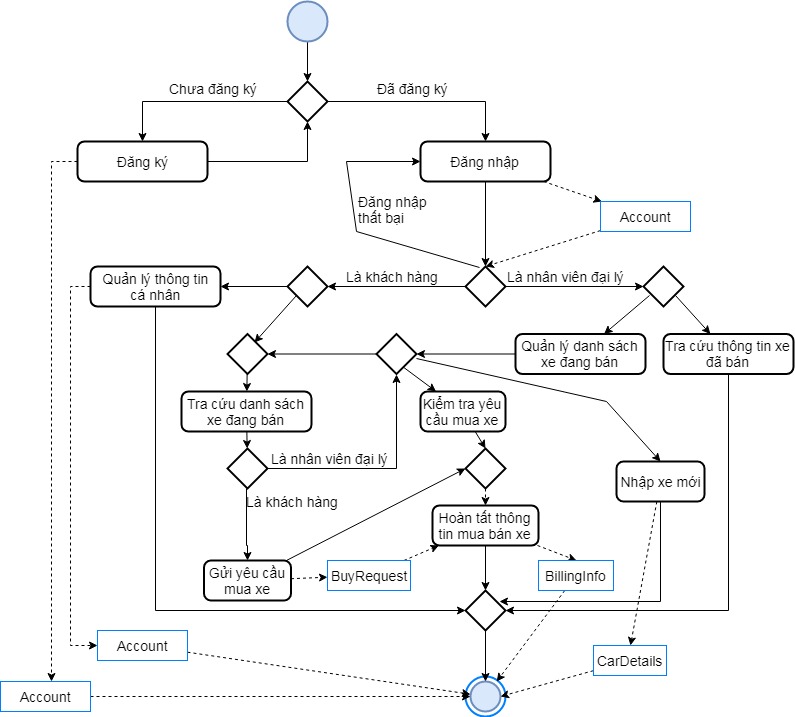 Chưa đăng ký
Đã đăng ký
Đăng ký
Đăng nhập
Đăng nhập
thất bại
Account
Quản lý thông tin
cá nhân
Là khách hàng
Là nhân viên đại lý
Quản lý danh sách
xe đang bán
Tra cứu thông tin xe
đã bán
Tra cứu danh sách
xe đang bán
Kiểm tra yêu
cầu mua xe
Là nhân viên đại lý
Nhập xe mới
Là khách hàng
Hoàn tất thông
tin mua bán xe
Gửi yêu cầu
mua xe
BuyRequest
BillingInfo
Account
CarDetails
Account